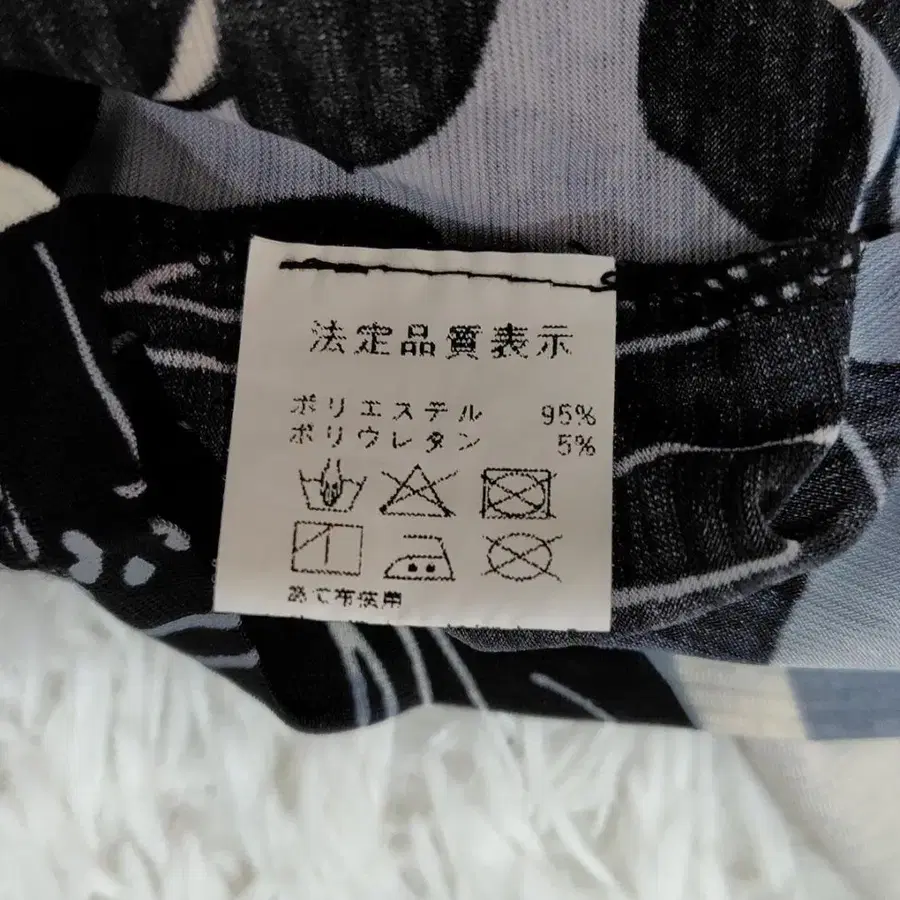 法定品質表示
ポリエステル 95%
ポリウレタン 5%
あて布使用